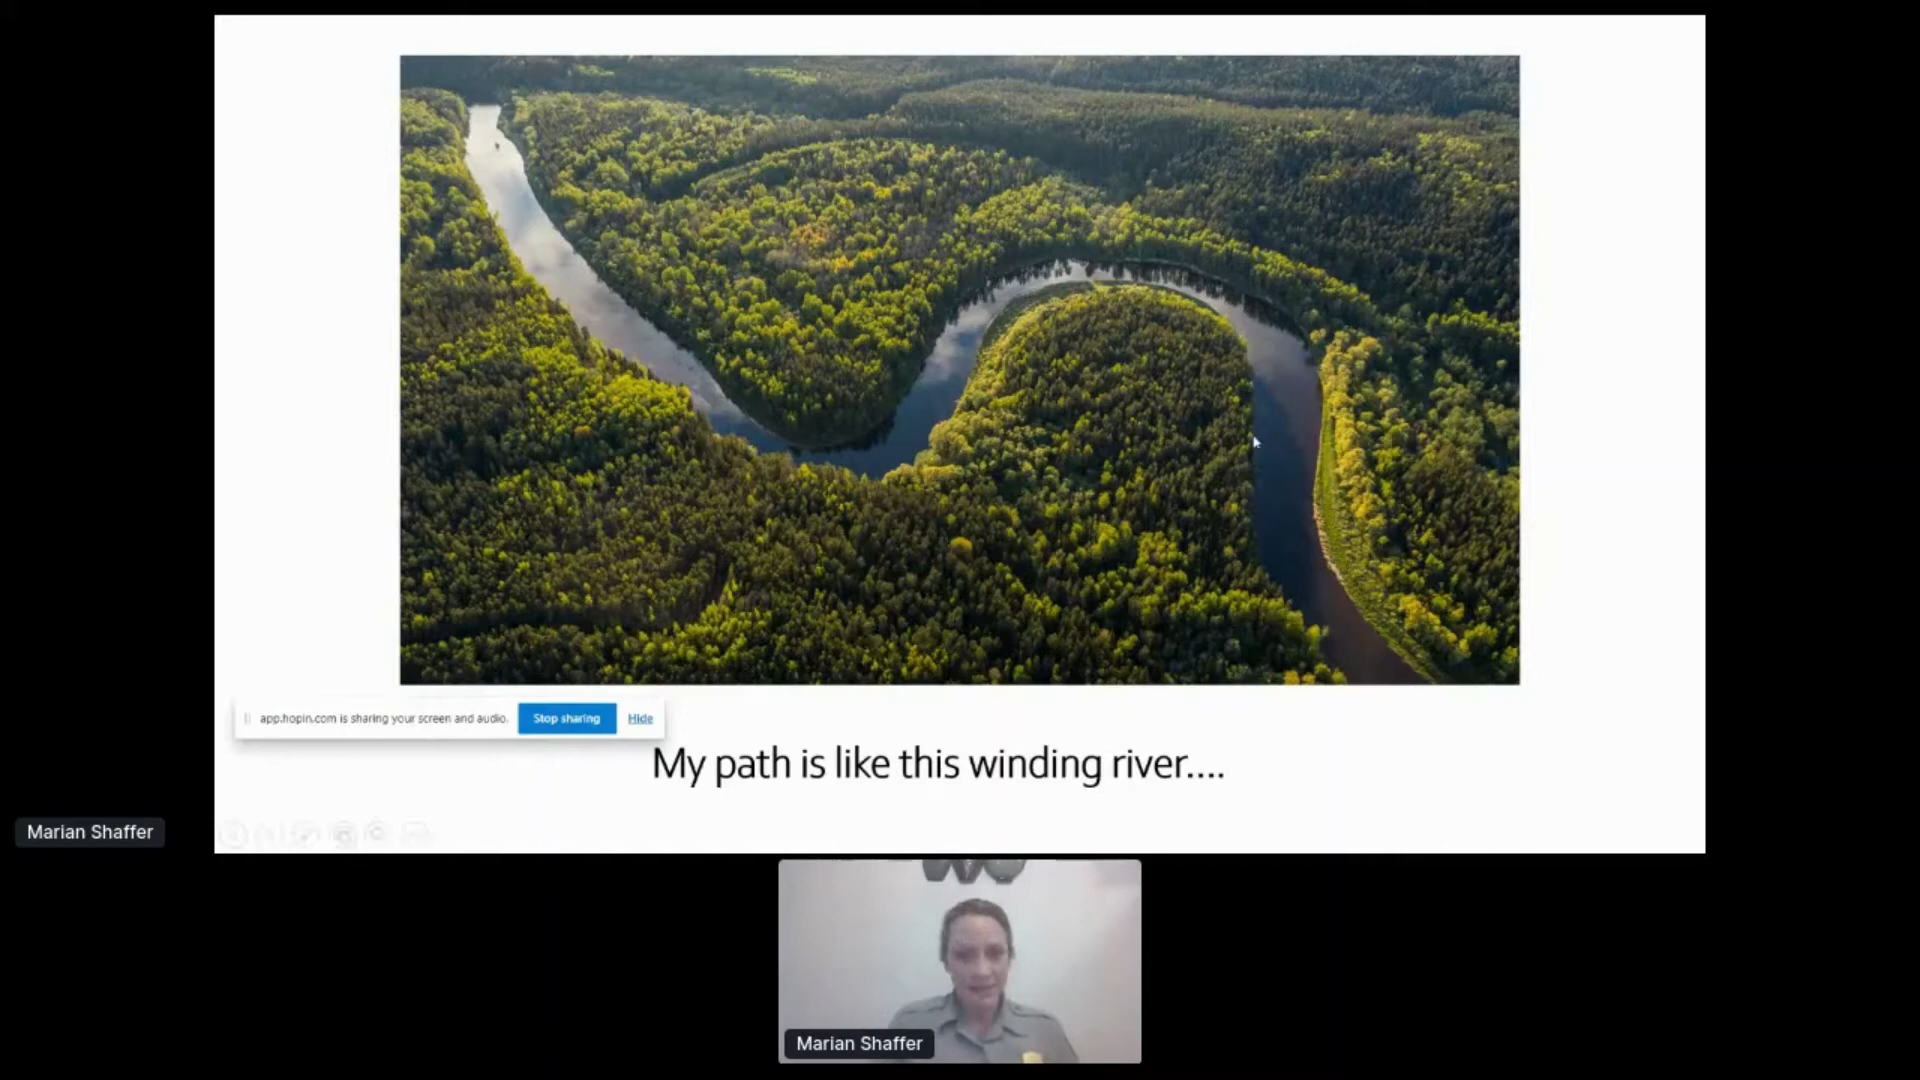 app.hopin.com is sharing your screen and audio.
Stop sharing
Hide
My path is like this winding river....
Marian Shaffer
Marian Shaffer